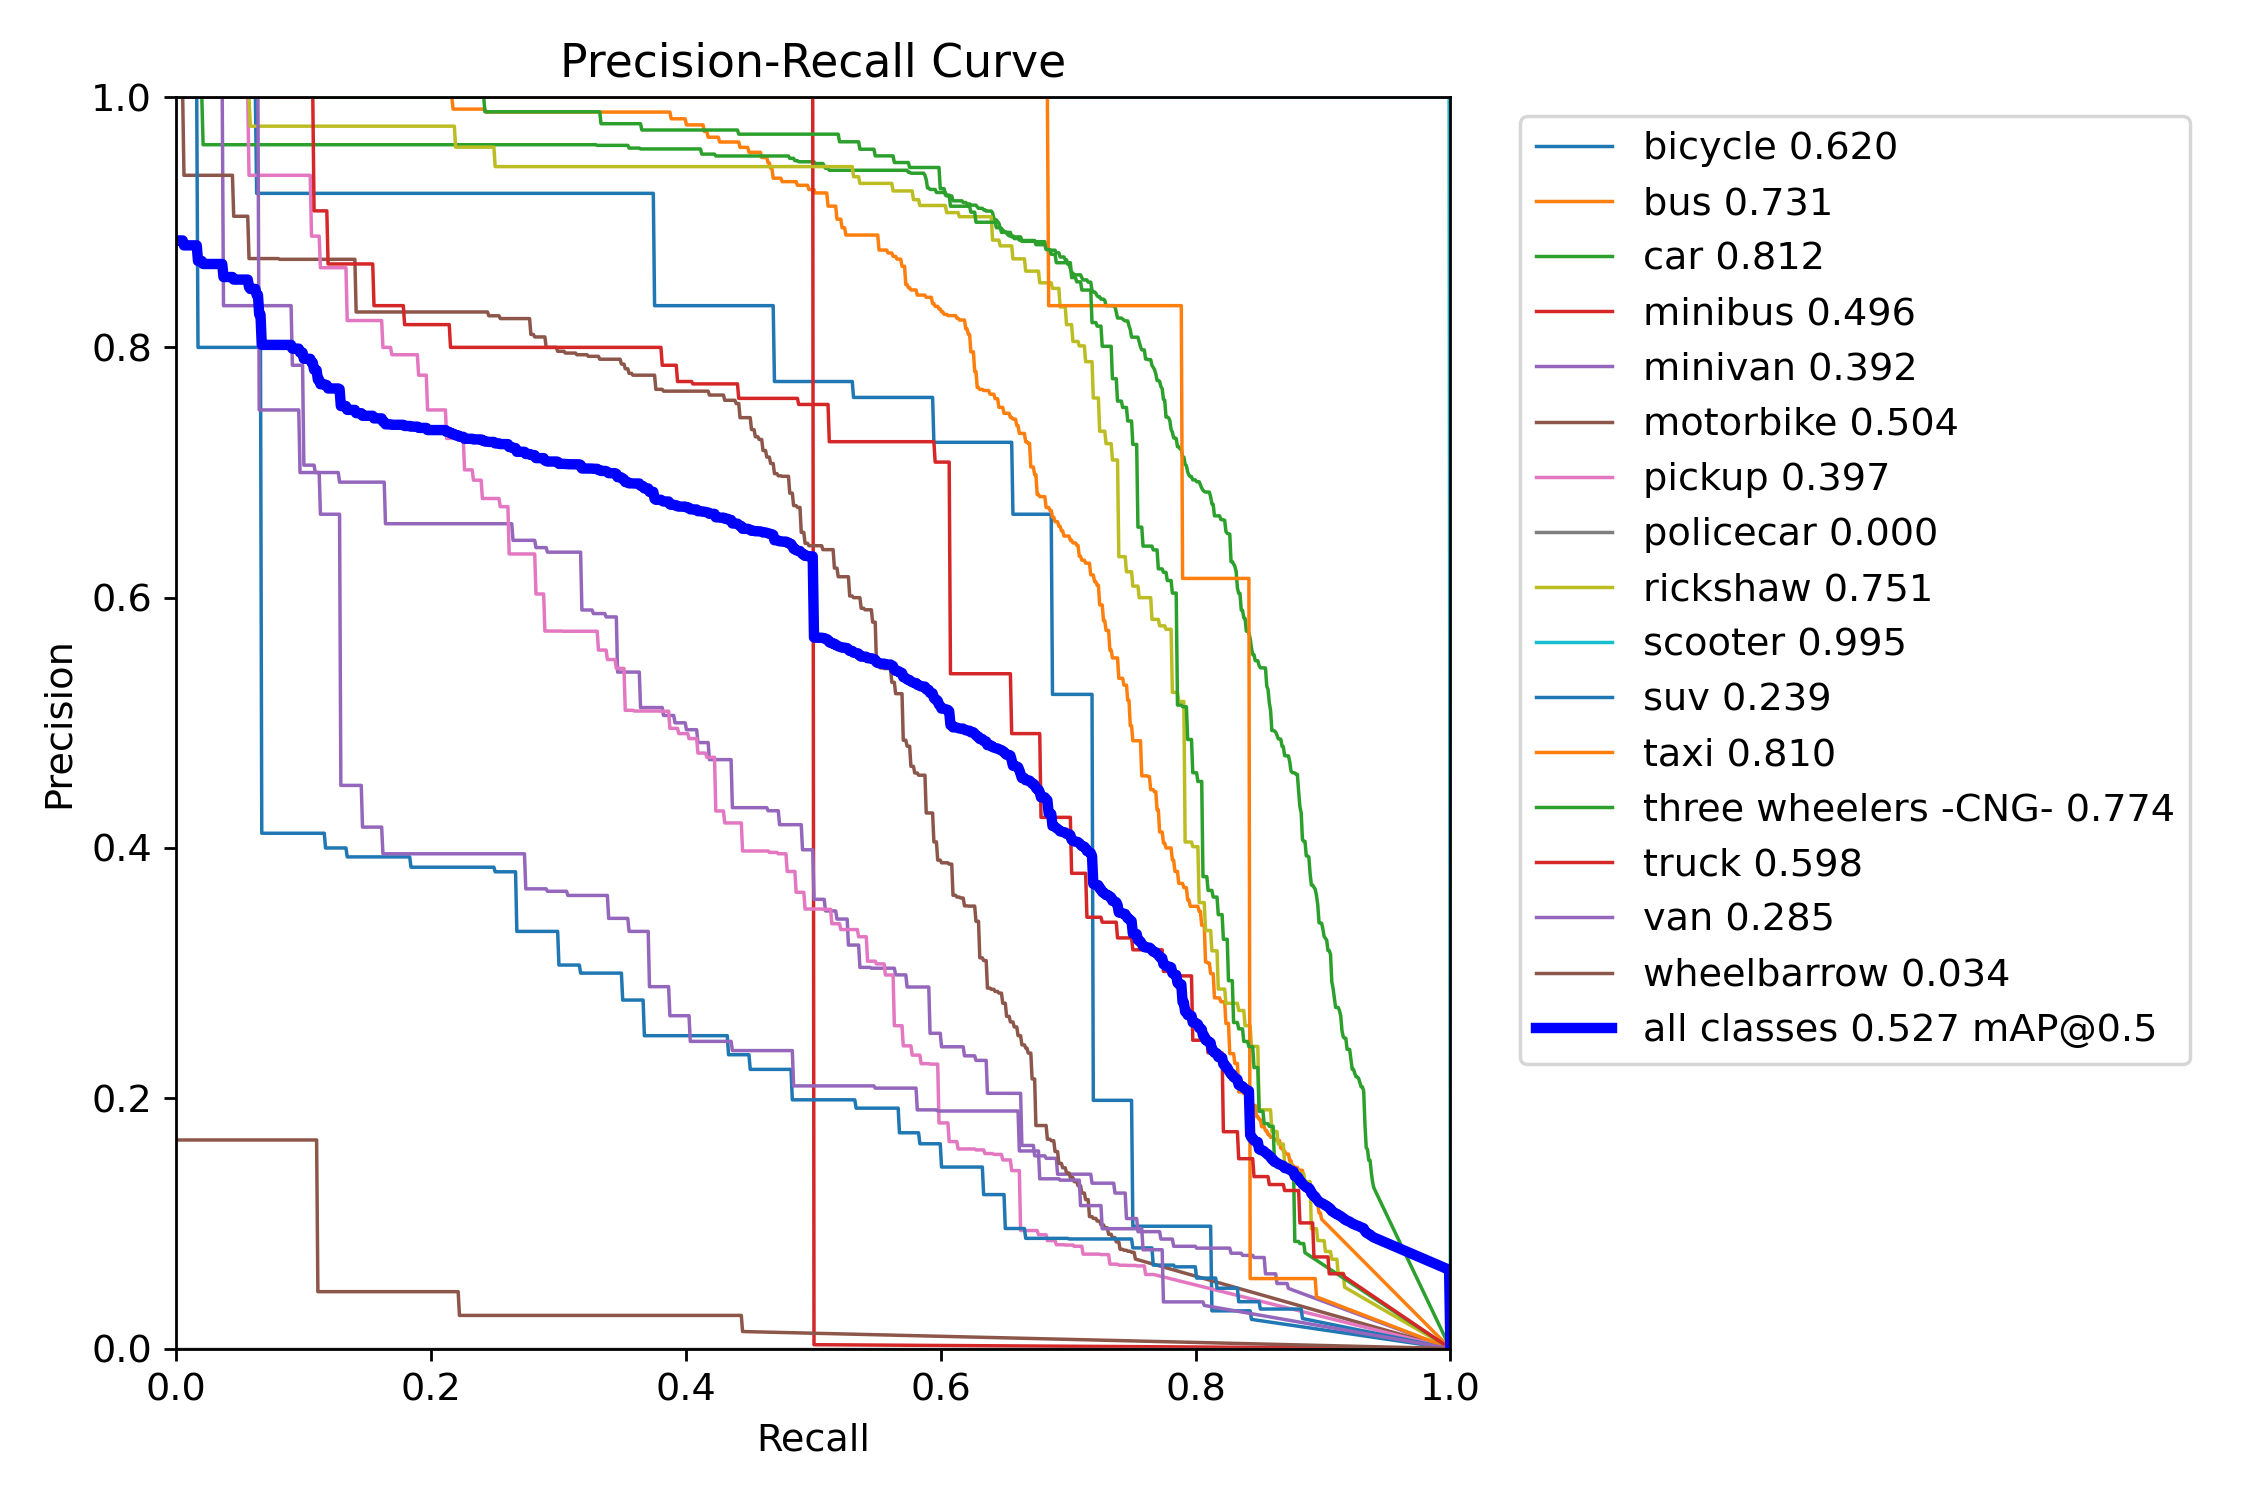 Precision-Recall Curve
1.0
0.8
0.6
0.4
0.2
0.0
Precision
0.0 0.2 0.4 0.6 0.8 1.0
Recall
bicycle 0.620
bus 0.731
car 0.812
minibus 0.496
minivan 0.392
motorbike 0.504
pickup 0.397
policecar 0.000
rickshaw 0.751
scooter 0.995
suv 0.239
taxi 0.810
three wheelers -CNG- 0.774
truck 0.598
van 0.285
wheelbarrow 0.034
all classes 0.527 mAP@0.5